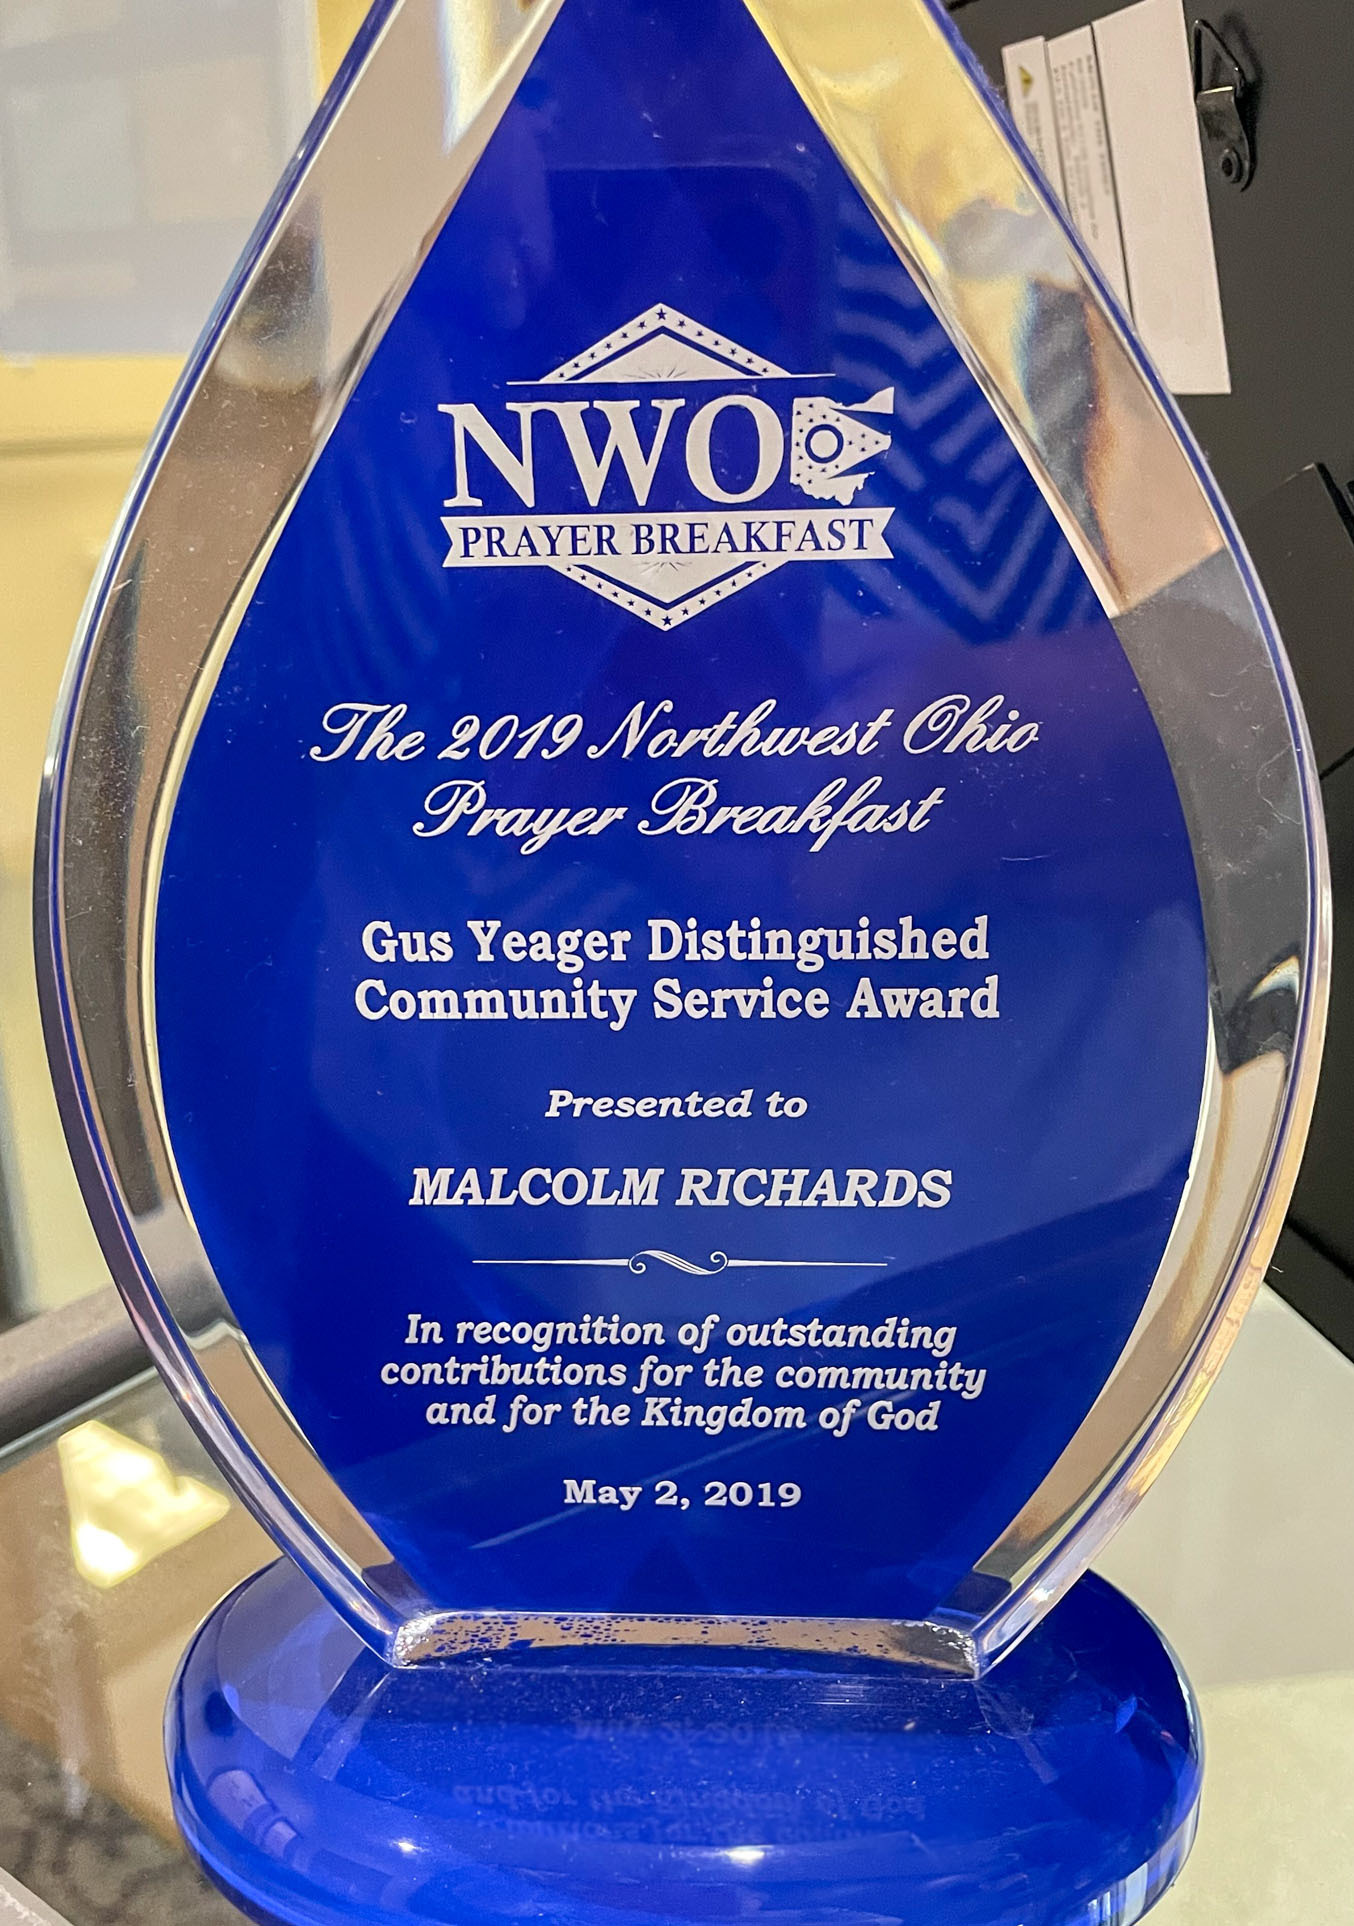 NWO
PRAYER BREAKFAST
The 2019 Northwest Ohio
Prayer Breakfast
Gus Yeager Distinguished
Community Service Award
Presented to
MALCOLM RICHARDS
In recognition of outstanding
contributions for the community
and for the Kingdom of God
May 2, 2019